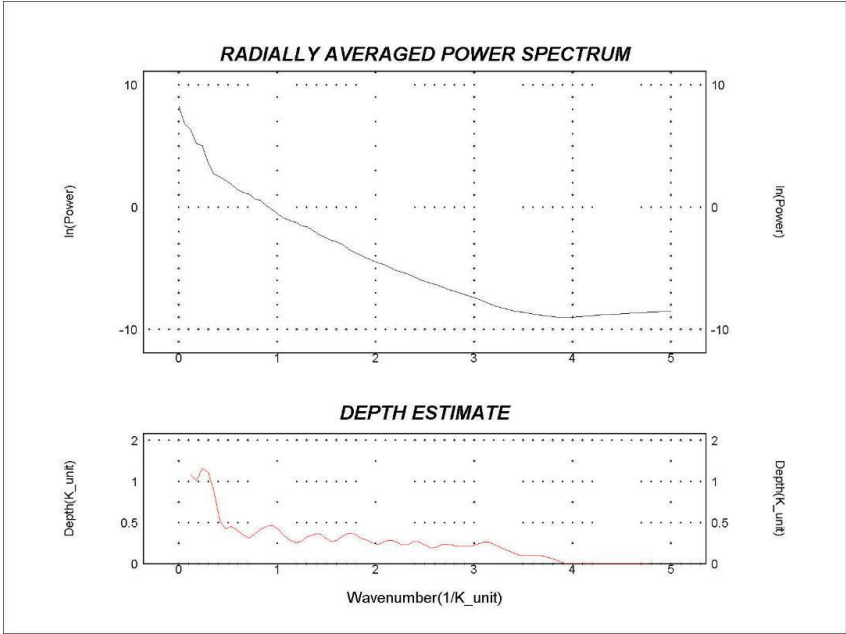 RADIALLY AVERAGED POWER SPECTRUM
10 10
ln(Power) ln(Power)
0 0
-10 -10
0 1 2 3 4 5
DEPTH ESTIMATE
2 2
Depth(K_unit) Depth(K_unit)
1 1
0.5 0.5
0 0
0 1 2 3 4 5
Wavenumber(1/K_unit)